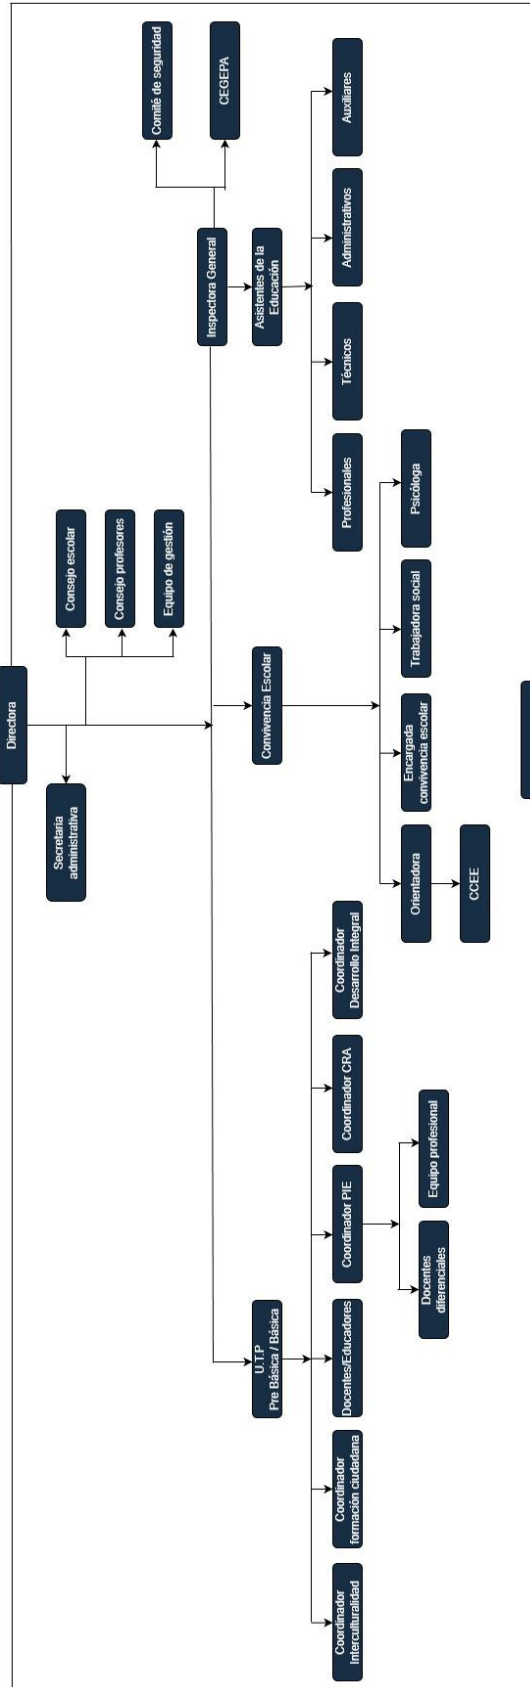 Directora
Secretaria
administrativa
Consejo escolar
Consejo profesores
Equipo de gestión
Comité de seguridad
CEGEPA
Inspectora General
U.T.P
Pre Básica / Básica
Convivencia Escolar
Asistentes de la
Educación
Coordinador
Interculturalidad
Coordinador
formación ciudadana
Docentes/Educadores
Coordinador PIE
Coordinador CRA
Coordinador
Desarrollo Integral
Profesionales
Técnicos
Administrativos
Auxiliares
Docentes
diferenciales
Equipo profesional
Orientadora
Encargada
convivencia escolar
Trabajadora social
Psicóloga
CCEE